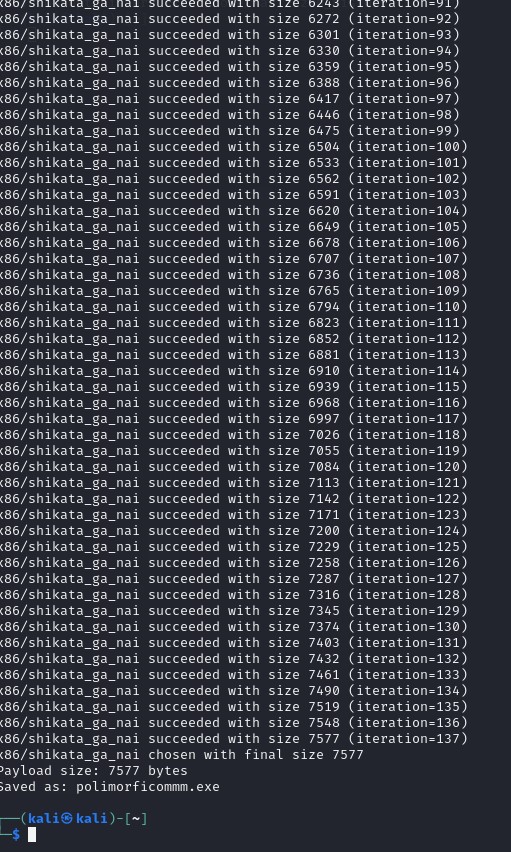 x86/shikata_ga_nai succeeded with size 6243 (iteration=91)
x86/shikata_ga_nai succeeded with size 6272 (iteration=92)
x86/shikata_ga_nai succeeded with size 6301 (iteration=93)
x86/shikata_ga_nai succeeded with size 6330 (iteration=94)
x86/shikata_ga_nai succeeded with size 6359 (iteration=95)
x86/shikata_ga_nai succeeded with size 6388 (iteration=96)
x86/shikata_ga_nai succeeded with size 6417 (iteration=97)
x86/shikata_ga_nai succeeded with size 6446 (iteration=98)
x86/shikata_ga_nai succeeded with size 6475 (iteration=99)
x86/shikata_ga_nai succeeded with size 6504 (iteration=100)
x86/shikata_ga_nai succeeded with size 6533 (iteration=101)
x86/shikata_ga_nai succeeded with size 6562 (iteration=102)
x86/shikata_ga_nai succeeded with size 6591 (iteration=103)
x86/shikata_ga_nai succeeded with size 6620 (iteration=104)
x86/shikata_ga_nai succeeded with size 6649 (iteration=105)
x86/shikata_ga_nai succeeded with size 6678 (iteration=106)
x86/shikata_ga_nai succeeded with size 6707 (iteration=107)
x86/shikata_ga_nai succeeded with size 6736 (iteration=108)
x86/shikata_ga_nai succeeded with size 6765 (iteration=109)
x86/shikata_ga_nai succeeded with size 6794 (iteration=110)
x86/shikata_ga_nai succeeded with size 6823 (iteration=111)
x86/shikata_ga_nai succeeded with size 6852 (iteration=112)
x86/shikata_ga_nai succeeded with size 6881 (iteration=113)
x86/shikata_ga_nai succeeded with size 6910 (iteration=114)
x86/shikata_ga_nai succeeded with size 6939 (iteration=115)
x86/shikata_ga_nai succeeded with size 6968 (iteration=116)
x86/shikata_ga_nai succeeded with size 6997 (iteration=117)
x86/shikata_ga_nai succeeded with size 7026 (iteration=118)
x86/shikata_ga_nai succeeded with size 7055 (iteration=119)
x86/shikata_ga_nai succeeded with size 7084 (iteration=120)
x86/shikata_ga_nai succeeded with size 7113 (iteration=121)
x86/shikata_ga_nai succeeded with size 7142 (iteration=122)
x86/shikata_ga_nai succeeded with size 7171 (iteration=123)
x86/shikata_ga_nai succeeded with size 7200 (iteration=124)
x86/shikata_ga_nai succeeded with size 7229 (iteration=125)
x86/shikata_ga_nai succeeded with size 7258 (iteration=126)
x86/shikata_ga_nai succeeded with size 7287 (iteration=127)
x86/shikata_ga_nai succeeded with size 7316 (iteration=128)
x86/shikata_ga_nai succeeded with size 7345 (iteration=129)
x86/shikata_ga_nai succeeded with size 7374 (iteration=130)
x86/shikata_ga_nai succeeded with size 7403 (iteration=131)
x86/shikata_ga_nai succeeded with size 7432 (iteration=132)
x86/shikata_ga_nai succeeded with size 7461 (iteration=133)
x86/shikata_ga_nai succeeded with size 7490 (iteration=134)
x86/shikata_ga_nai succeeded with size 7519 (iteration=135)
x86/shikata_ga_nai succeeded with size 7548 (iteration=136)
x86/shikata_ga_nai succeeded with size 7577 (iteration=137)
x86/shikata_ga_nai chosen with final size 7577
Payload size: 7577 bytes
Saved as: polimorficommm.exe
┌──(kali㉿kali)-[~]
└─$